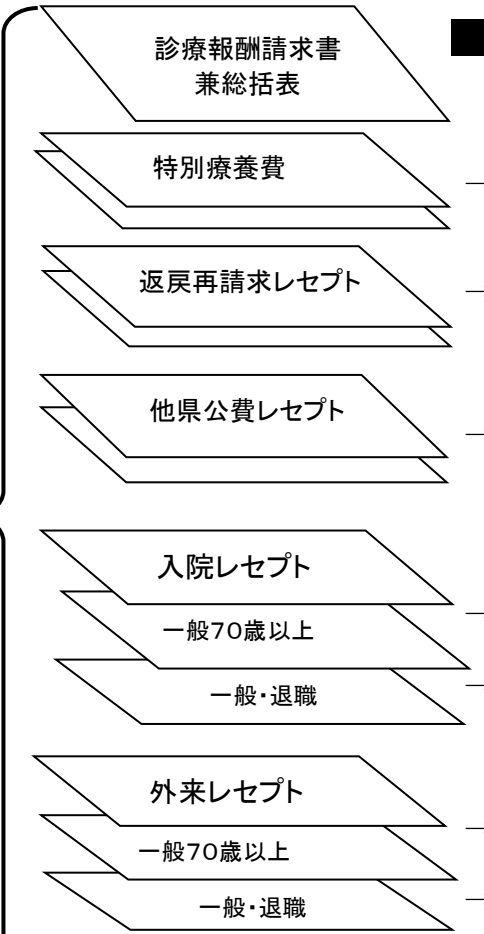 診療報酬請求書
兼総括表
特別療養費
返戻再請求レセプト
他県公費レセプト
入院レセプト
一般70歳以上
一般・退職
外来レセプト
一般70歳以上
一般・退職